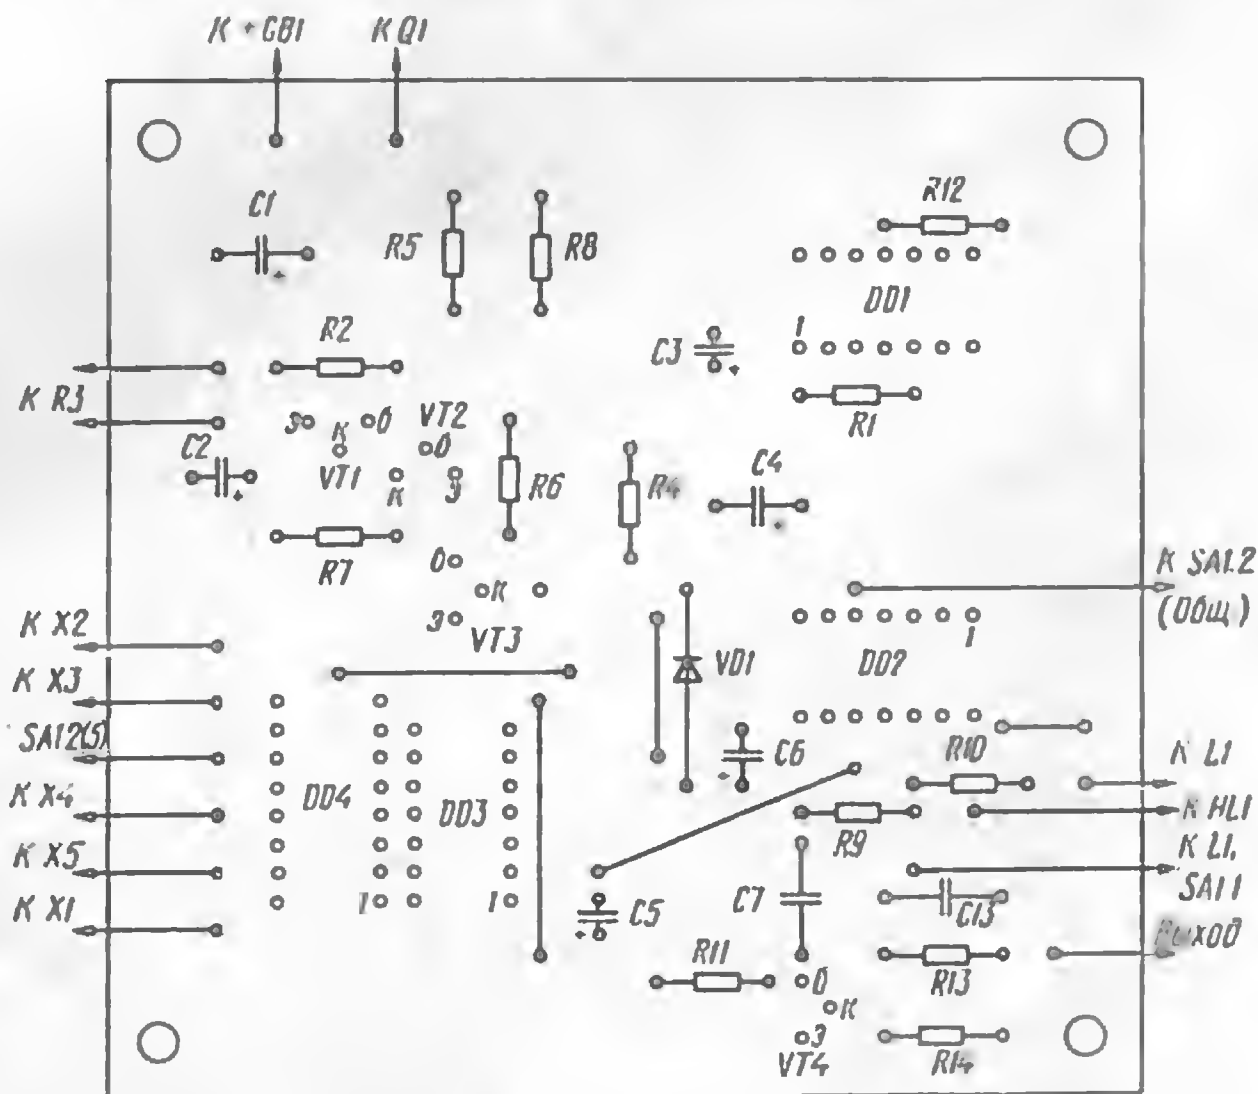 К + GB1
К Q1
C1
R5
R8
R12
DD1
1
R2
C3
К R3
R1
Э
К
Б
VT2
Б
C2
VT1
К
Э
R6
R4
C4
R7
Б
К
Э
VT3
К SA1.2
(Общ.)
1
К X2
VD1
DD2
К X3
SA1.2(5)
C6
R10
К L1
К X4
DD4
DD3
R9
К HL1
К X5
К L1,
SA1.1
К X1
1
1
C5
C7
C13
Выход
R11
Б
R13
К
Э
VT4
R14